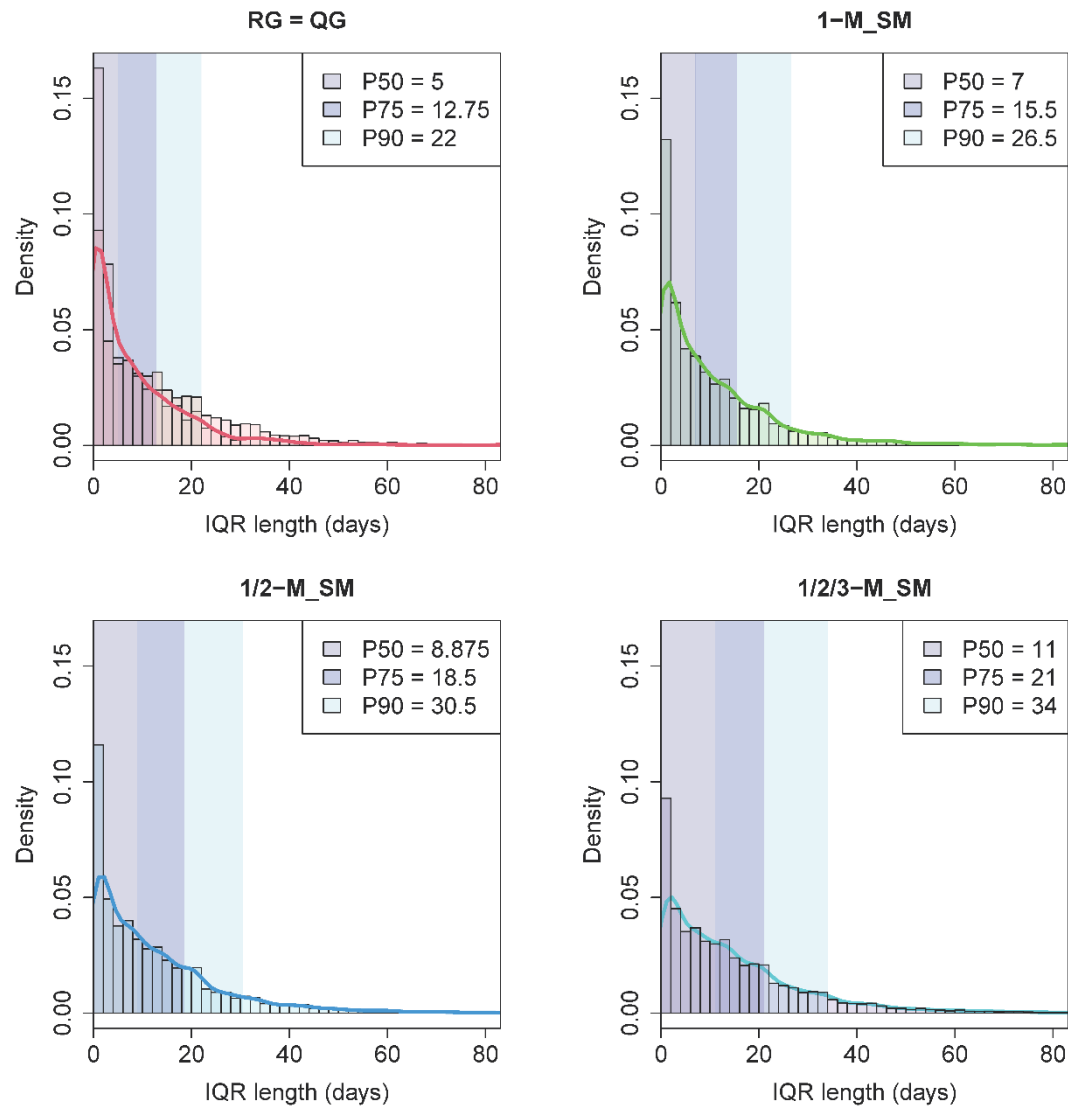 RG = QG
P50 = 5
P75 = 12.75
P90 = 22
Density
0.00
0.05
0.10
0.15
0
20
40
60
80
IQR length (days)
1−M_SM
P50 = 7
P75 = 15.5
P90 = 26.5
Density
0.00
0.05
0.10
0.15
0
20
40
60
80
IQR length (days)
1/2−M_SM
P50 = 8.875
P75 = 18.5
P90 = 30.5
Density
0.00
0.05
0.10
0.15
0
20
40
60
80
IQR length (days)
1/2/3−M_SM
P50 = 11
P75 = 21
P90 = 34
Density
0.00
0.05
0.10
0.15
0
20
40
60
80
IQR length (days)